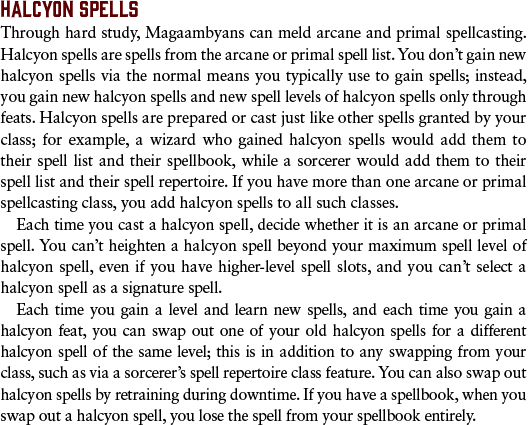 HALCYON SPELLS
Through hard study, Magaambyans can meld arcane and primal spellcasting.
Halcyon spells are spells from the arcane or primal spell list. You don’t gain new
halcyon spells via the normal means you typically use to gain spells; instead,
you gain new halcyon spells and new spell levels of halcyon spells only through
feats. Halcyon spells are prepared or cast just like other spells granted by your
class; for example, a wizard who gained halcyon spells would add them to
their spell list and their spellbook, while a sorcerer would add them to their
spell list and their spell repertoire. If you have more than one arcane or primal
spellcasting class, you add halcyon spells to all such classes.
Each time you cast a halcyon spell, decide whether it is an arcane or primal
spell. You can’t heighten a halcyon spell beyond your maximum spell level of
halcyon spell, even if you have higher-level spell slots, and you can’t select a
halcyon spell as a signature spell.
Each time you gain a level and learn new spells, and each time you gain a
halcyon feat, you can swap out one of your old halcyon spells for a different
halcyon spell of the same level; this is in addition to any swapping from your
class, such as via a sorcerer’s spell repertoire class feature. You can also swap out
halcyon spells by retraining during downtime. If you have a spellbook, when you
swap out a halcyon spell, you lose the spell from your spellbook entirely.